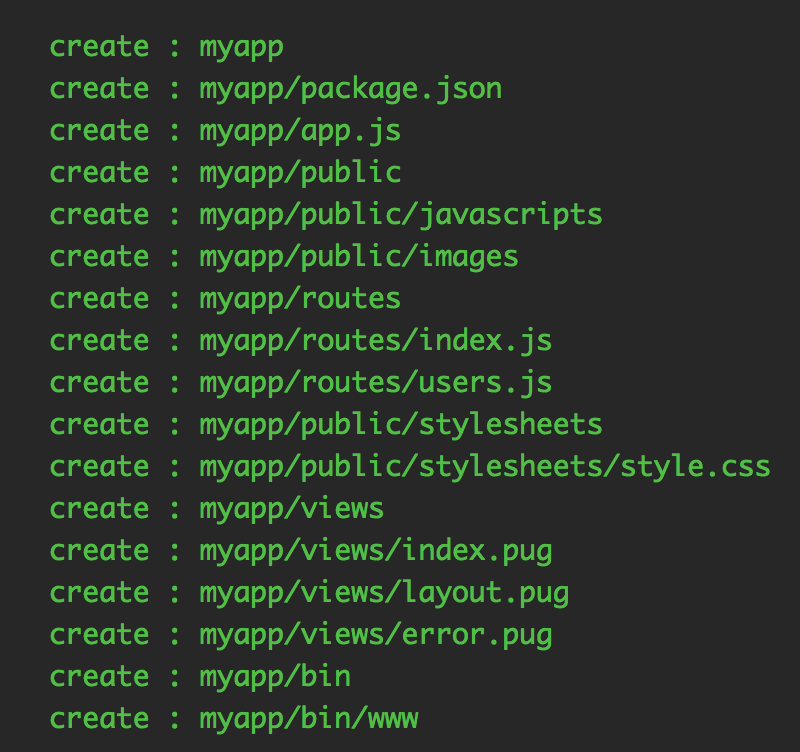 create : myapp
create : myapp/package.json
create : myapp/app.js
create : myapp/public
create : myapp/public/javascripts
create : myapp/public/images
create : myapp/routes
create : myapp/routes/index.js
create : myapp/routes/users.js
create : myapp/public/stylesheets
create : myapp/public/stylesheets/style.css
create : myapp/views
create : myapp/views/index.pug
create : myapp/views/layout.pug
create : myapp/views/error.pug
create : myapp/bin
create : myapp/bin/www